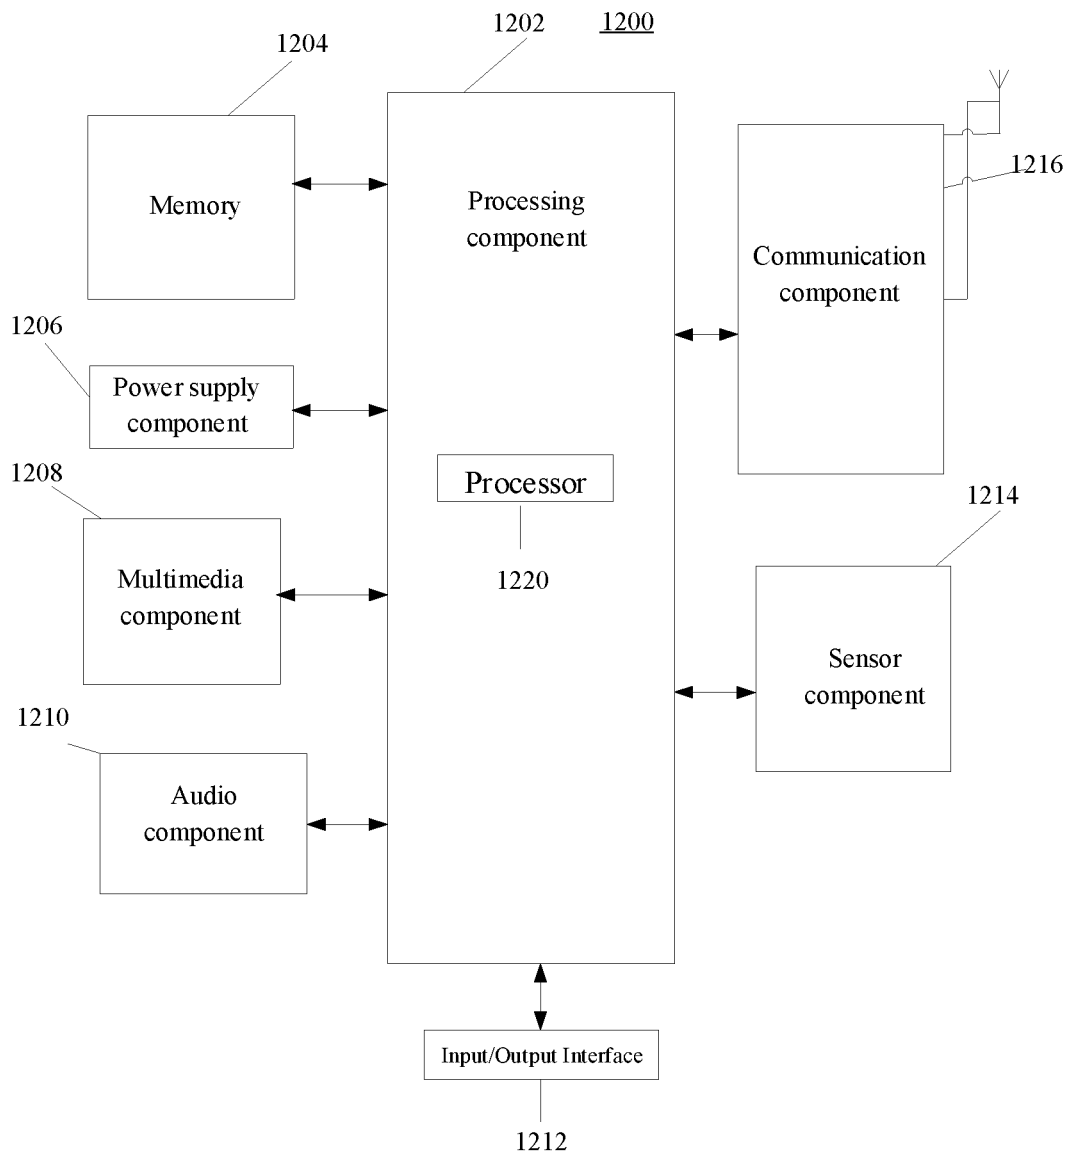 1202
1200
1204
Memory
Processing
component
1216
Communication
component
1206
Power supply
component
1208
Processor
1220
1214
Multimedia
component
Sensor
component
1210
Audio
component
Input/Output Interface
1212